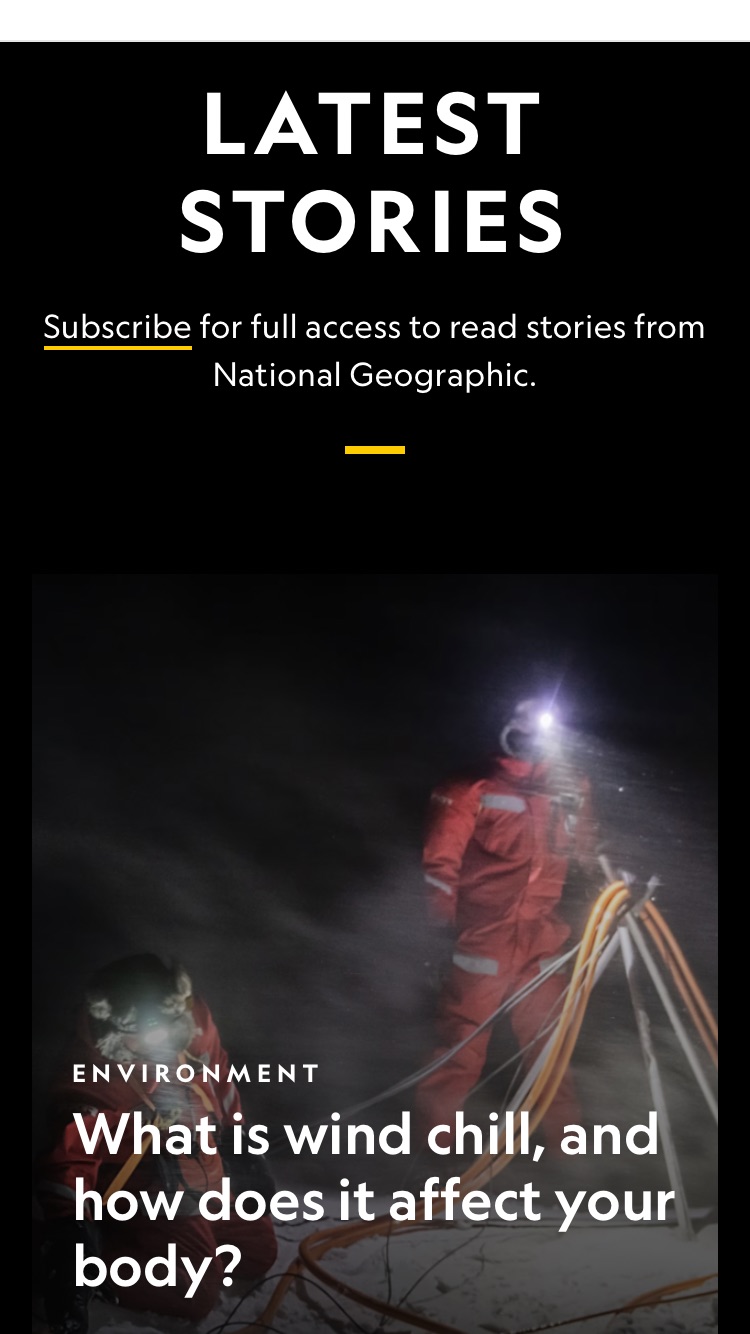 LATEST
STORIES
Subscribe for full access to read stories from
National Geographic.
ENVIRONMENT
What is wind chill, and
how does it affect your
body?